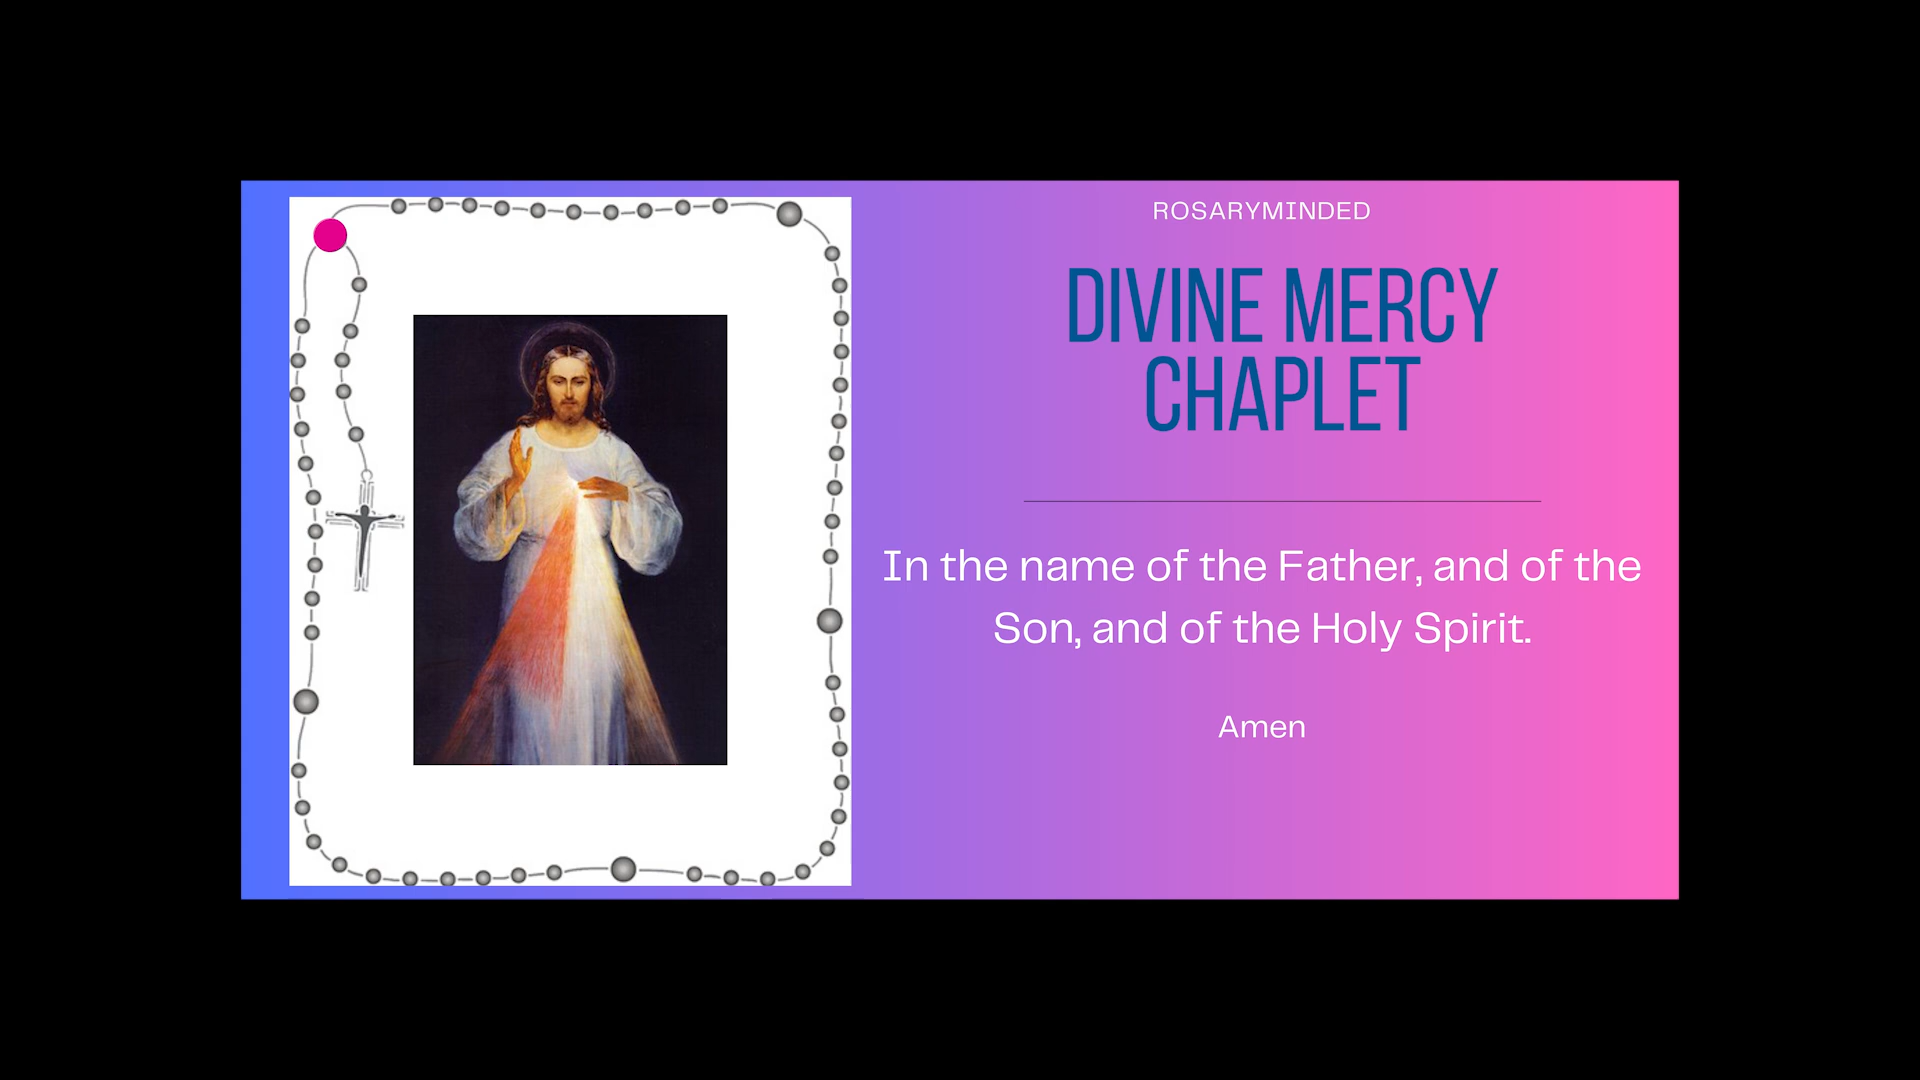 ROSARYMINDED
DIVINE MERCY
CHAPLET
In the name of the Father, and of the
Son, and of the Holy Spirit.
Amen